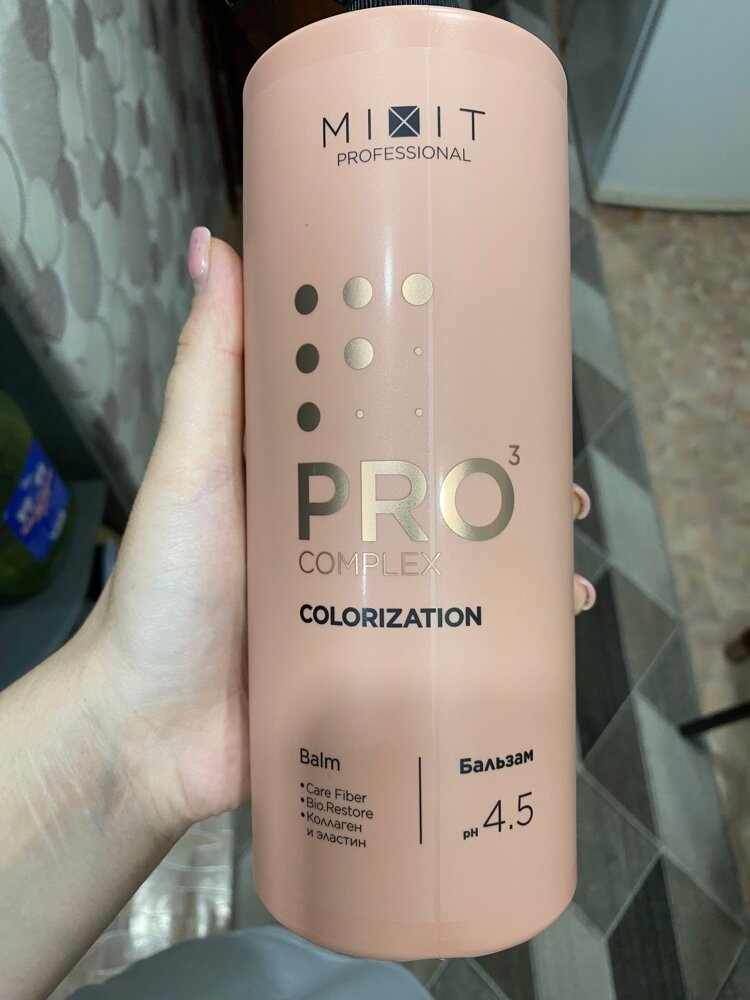 MIXIT
PROFESSIONAL
PRO³
COMPLEX
COLORIZATION
Balm
•Care Fiber
•Bio.Restore
•Коллаген
и эластин
Бальзам
pH 4.5